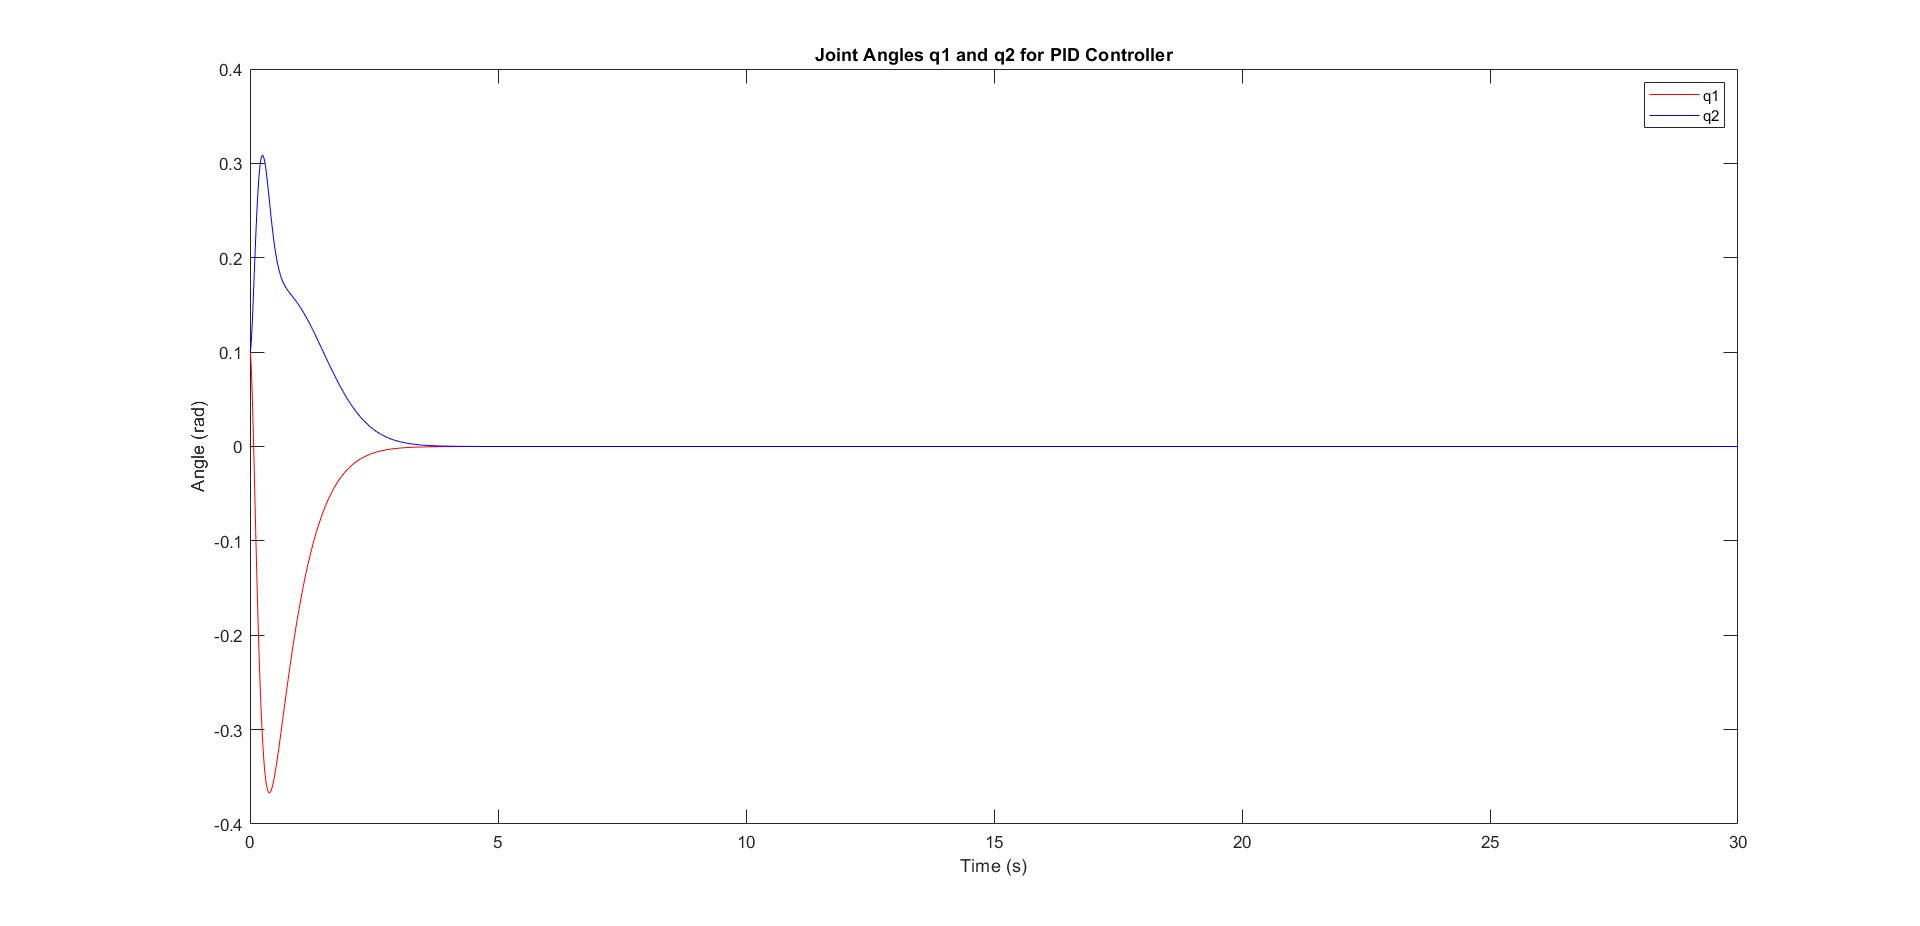 Joint Angles q1 and q2 for PID Controller
0.4
0.3
0.2
0.1
0
-0.1
-0.2
-0.3
-0.4
Angle (rad)
q1
q2
0 5 10 15 20 25 30
Time (s)